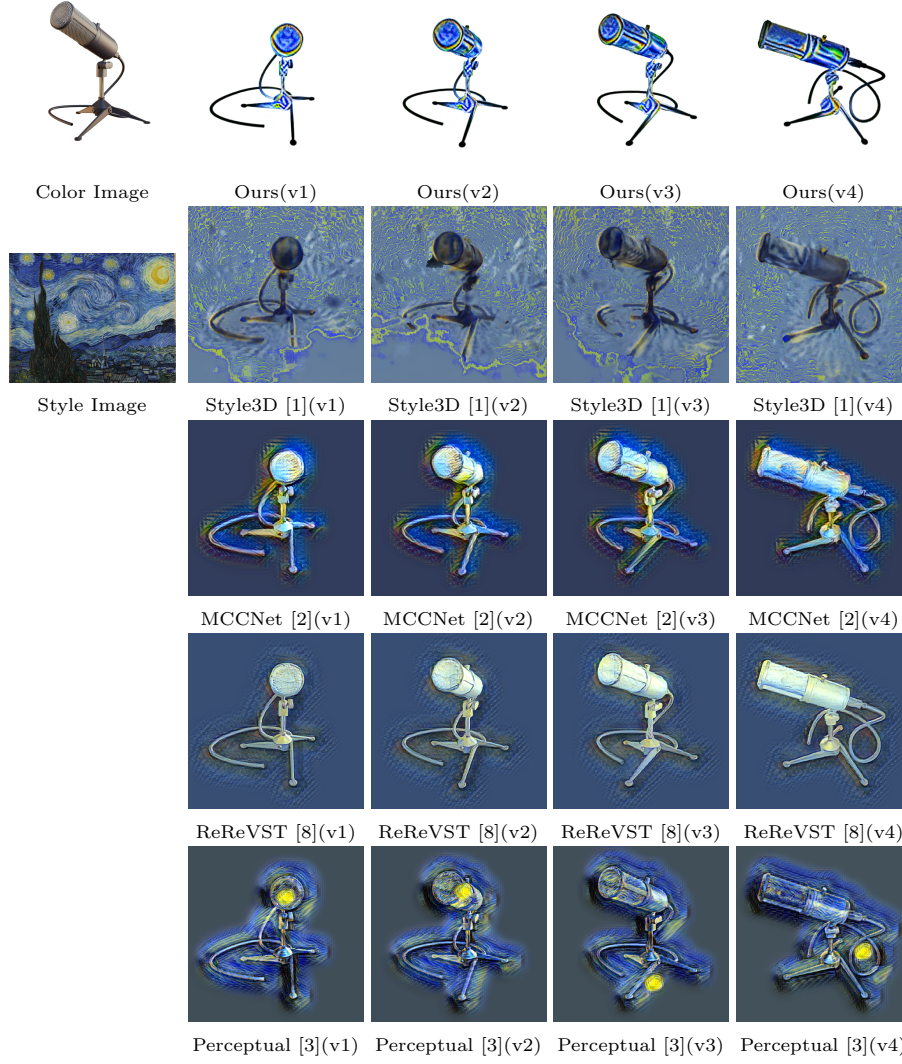 Color Image Ours(v1) Ours(v2) Ours(v3) Ours(v4)
Style Image Style3D [1](v1) Style3D [1](v2) Style3D [1](v3) Style3D [1](v4)
MCCNet [2](v1) MCCNet [2](v2) MCCNet [2](v3) MCCNet [2](v4)
ReReVST [8](v1) ReReVST [8](v2) ReReVST [8](v3) ReReVST [8](v4)
Perceptual [3](v1) Perceptual [3](v2) Perceptual [3](v3) Perceptual [3](v4)